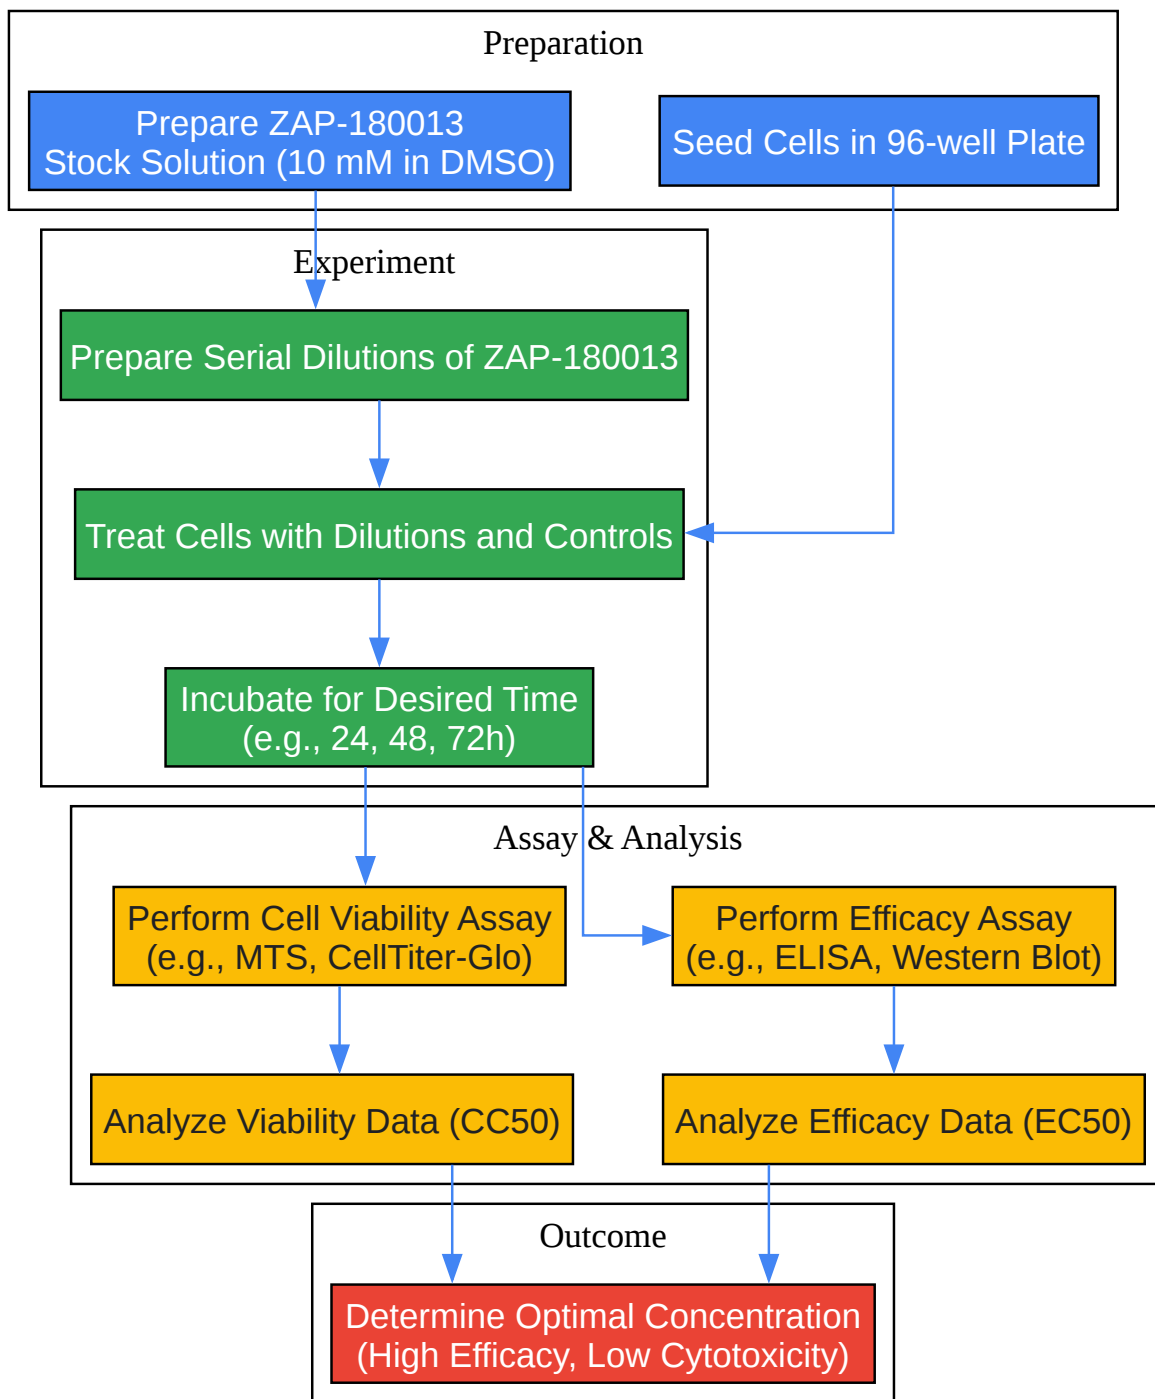 Preparation
Prepare ZAP-180013
Stock Solution (10 mM in DMSO)
Seed Cells in 96-well Plate
Experiment
Prepare Serial Dilutions of ZAP-180013
Treat Cells with Dilutions and Controls
Incubate for Desired Time
(e.g., 24, 48, 72h)
Assay & Analysis
Perform Cell Viability Assay
(e.g., MTS, CellTiter-Glo)
Perform Efficacy Assay
(e.g., ELISA, Western Blot)
Analyze Viability Data (CC50)
Analyze Efficacy Data (EC50)
Outcome
Determine Optimal Concentration
(High Efficacy, Low Cytotoxicity)